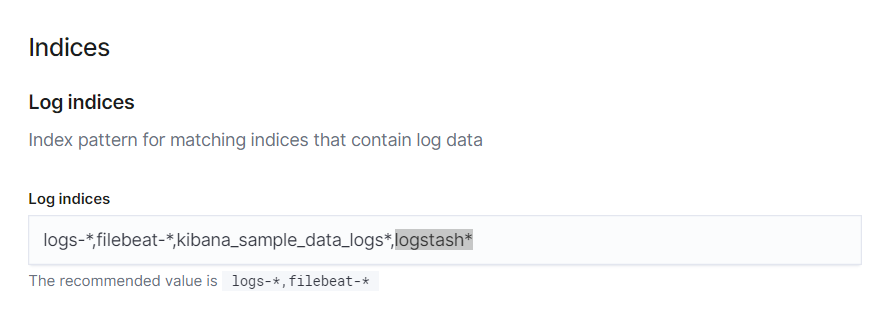 Indices
Log indices
Index pattern for matching indices that contain log data
Log indices
logs-*,filebeat-*,kibana_sample_data_logs*,logstash*
The recommended value is logs-*,filebeat-*